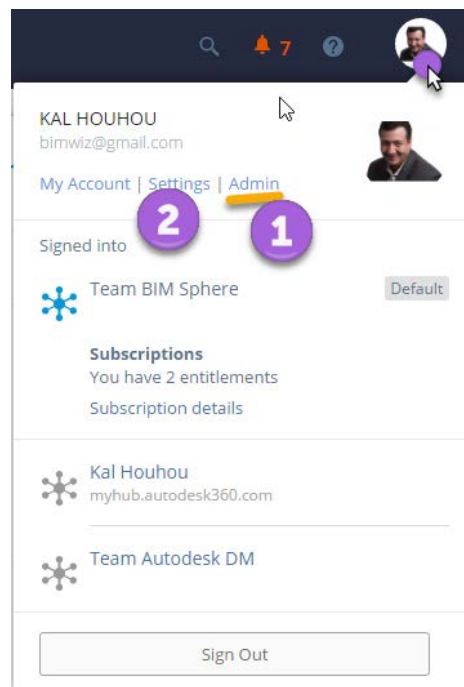 7
KAL HOUHOU
bimwiz@gmail.com
My Account | Settings | Admin
2
1
Signed into
Team BIM Sphere
Default
Subscriptions
You have 2 entitlements
Subscription details
Kal Houhou
myhub.autodesk360.com
Team Autodesk DM
Sign Out